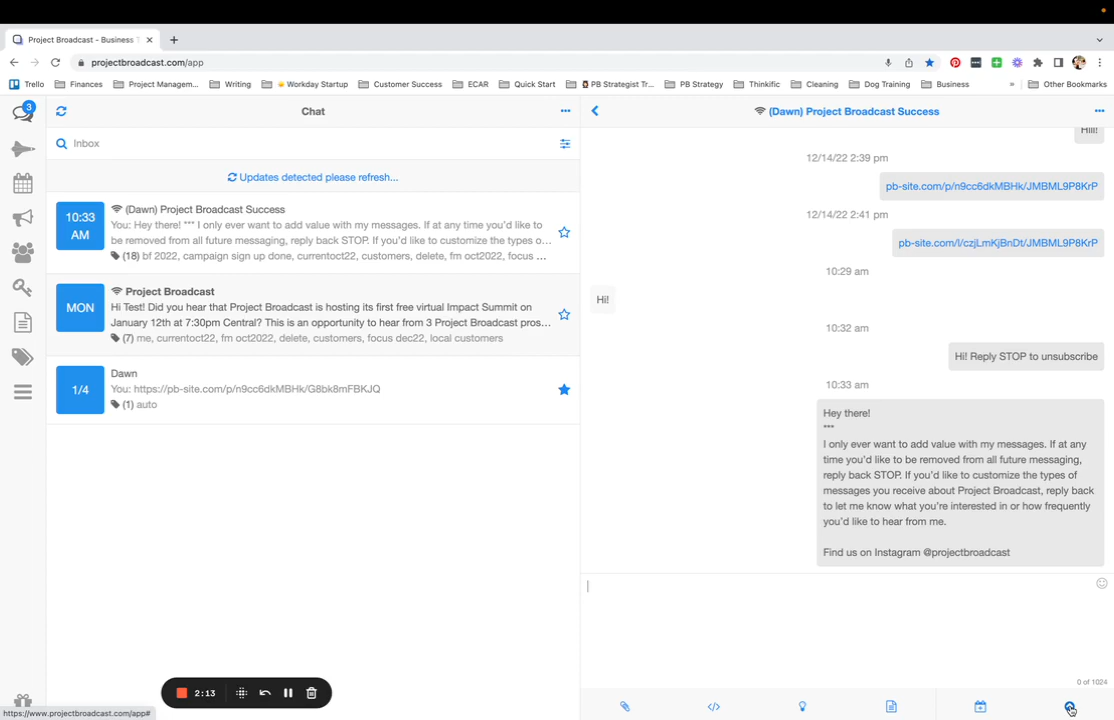 Project Broadcast - Business T
projectbroadcast.com/app
Trello
Finances
Project Managem...
Writing
Workday Startup
Customer Success
ECAR
Quick Start
PB Strategist Tr...
PB Strategy
Thinkific
Cleaning
Dog Training
Business
»
Other Bookmarks
3
Chat
(Dawn) Project Broadcast Success
Inbox
Updates detected please refresh...
10:33
AM
(Dawn) Project Broadcast Success
You: Hey there! *** I only ever want to add value with my messages. If at any time you'd like to
be removed from all future messaging, reply back STOP. If you'd like to customize the types o...
(18) bf 2022, campaign sign up done, currentoct22, customers, delete, fm oct2022, focus ...
MON
Project Broadcast
Hi Test! Did you hear that Project Broadcast is hosting its first free virtual Impact Summit on
January 12th at 7:30pm Central? This is an opportunity to hear from 3 Project Broadcast pros...
(7) me, currentoct22, fm oct2022, delete, customers, focus dec22, local customers
1/4
Dawn
You: https://pb-site.com/p/n9cc6dkMBHk/G8bk8mFBKJQ
(1) auto
Hiii!
12/14/22 2:39 pm
pb-site.com/p/n9cc6dkMBHk/JMBML9P8KrP
12/14/22 2:41 pm
pb-site.com/l/czjLmKjBnDt/JMBML9P8KrP
10:29 am
Hi!
10:32 am
Hi! Reply STOP to unsubscribe
10:33 am
Hey there!
***
I only ever want to add value with my messages. If at any
time you'd like to be removed from all future messaging,
reply back STOP. If you'd like to customize the types of
messages you receive about Project Broadcast, reply back
to let me know what you're interested in or how frequently
you'd like to hear from me.
Find us on Instagram @projectbroadcast
0 of 1024
2:13
https://www.projectbroadcast.com/app#